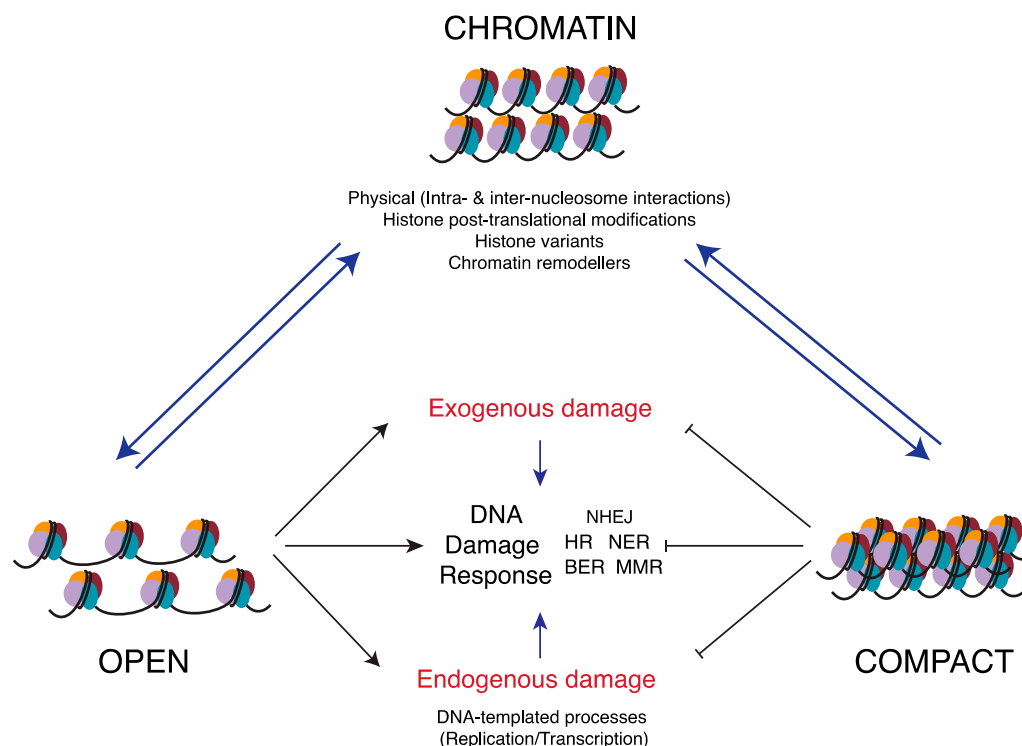 CHROMATIN
Physical (Intra- & inter-nucleosome interactions)
Histone post-translational modifications
Histone variants
Chromatin remodellers
Exogenous damage
DNA
Damage
Response
NHEJ
HR NER
BER MMR
OPEN
COMPACT
Endogenous damage
DNA-templated processes
(Replication/Transcription)